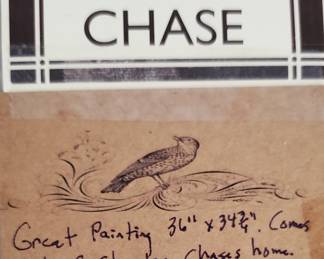 CHASE
Great Painting 36" x 34¾". Comes
Chases home.